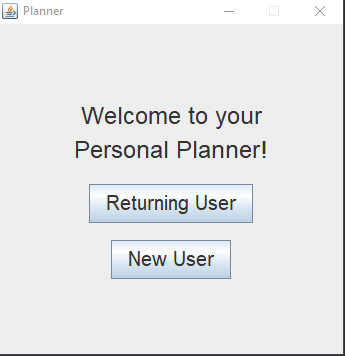 Planner
Welcome to your
Personal Planner!
Returning User
New User